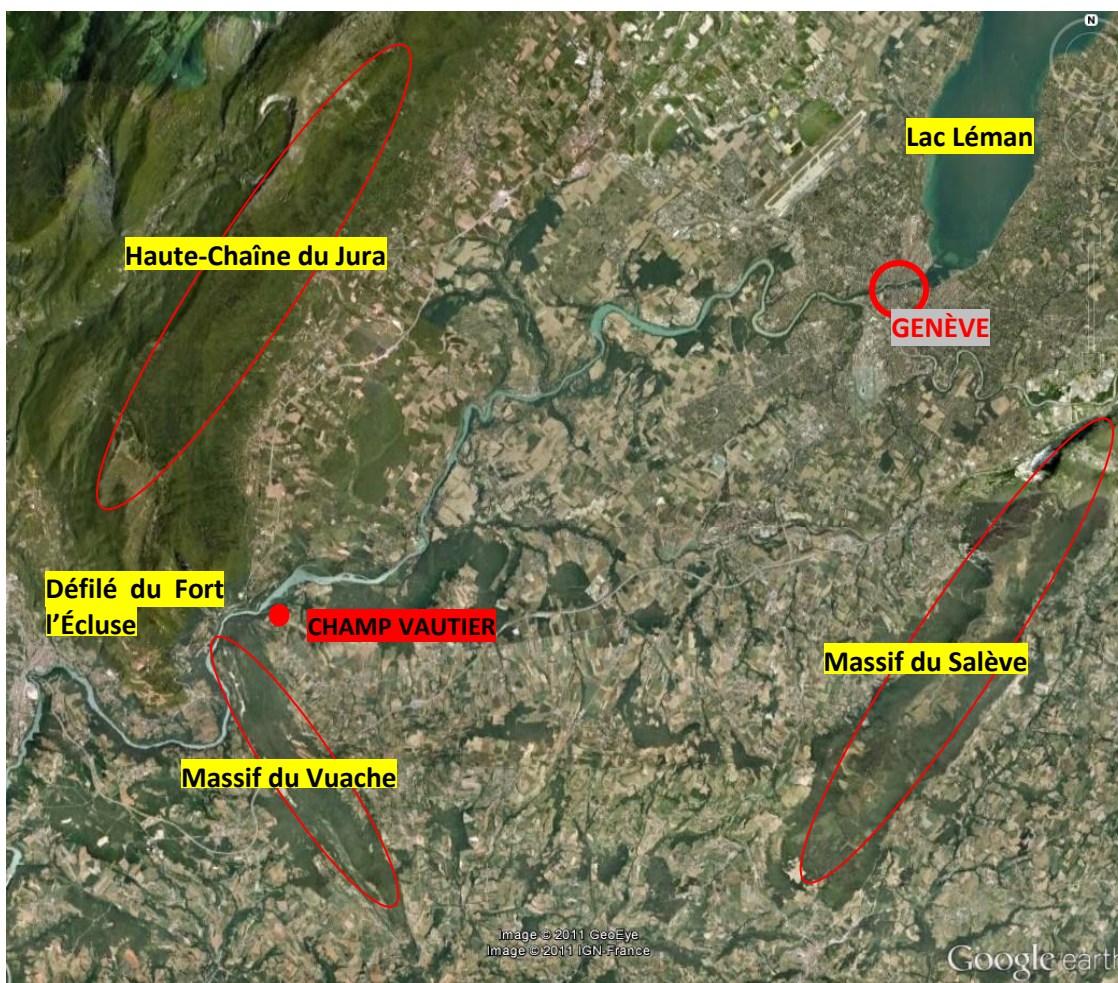 N
Lac Léman
Haute-Chaîne du Jura
GENÈVE
Défilé du Fort
l’Écluse
CHAMP VAUTIER
Massif du Salève
Massif du Vuache
Image © 2011 GeoEye
Image © 2011 IGN-France
Google earth